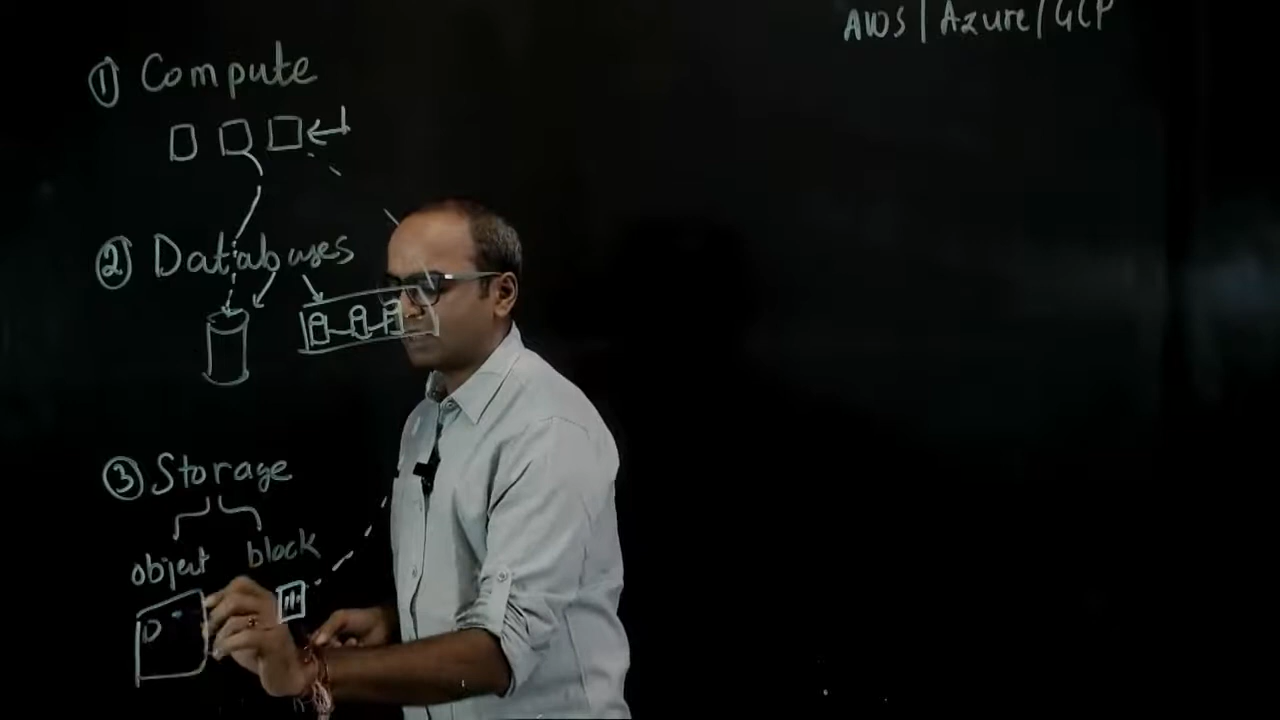 AWS | Azure / GCP
① Compute
② Databases
③ Storage
object block